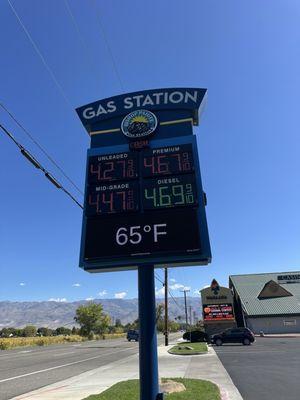 GAS STATION
UNLEADED
PREMIUM
4.27 9/10
4.67 9/10
MID-GRADE
DIESEL
4.47 9/10
4.69 9/10
65°F
CASINO